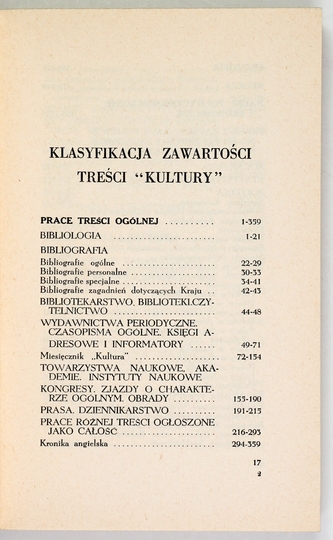 KLASYFIKACJA ZAWARTOŚCI
TREŚCI “KULTURY”
PRACE TREŚCI OGÓLNEJ .......... 1-359
BIBLIOLOGIA .................... 1-21
BIBLIOGRAFIA
Bibliografie ogólne .................. 22-29
Bibliografie personalne .............. 30-33
Bibliografie specjalne ................ 34-41
Bibliografie zagadnień dotyczących Kraju .. 42-43
BIBLIOTEKARSTWO. BIBLIOTEKI.CZY-
TELNICTWO .................... 44-48
WYDAWNICTWA PERIODYCZNE.
CZASOPISMA OGÓLNE. KSIĘGI A-
DRESOWE I INFORMATORY ...... 49-71
Miesięcznik „Kultura” ................ 72-154
TOWARZYSTWA NAUKOWE, AKA-
DEMIE. INSTYTUTY NAUKOWE
KONGRESY. ZJAZDY O CHARAKTE-
RZE OGÓLNYM. OBRADY ........ 155-190
PRASA. DZIENNIKARSTWO ........ 191-215
PRACE RÓŻNEJ TREŚCI OGŁOSZONE
JAKO CAŁOŚĆ .................. 216-293
Kronika angielska .................... 294-359
17
2